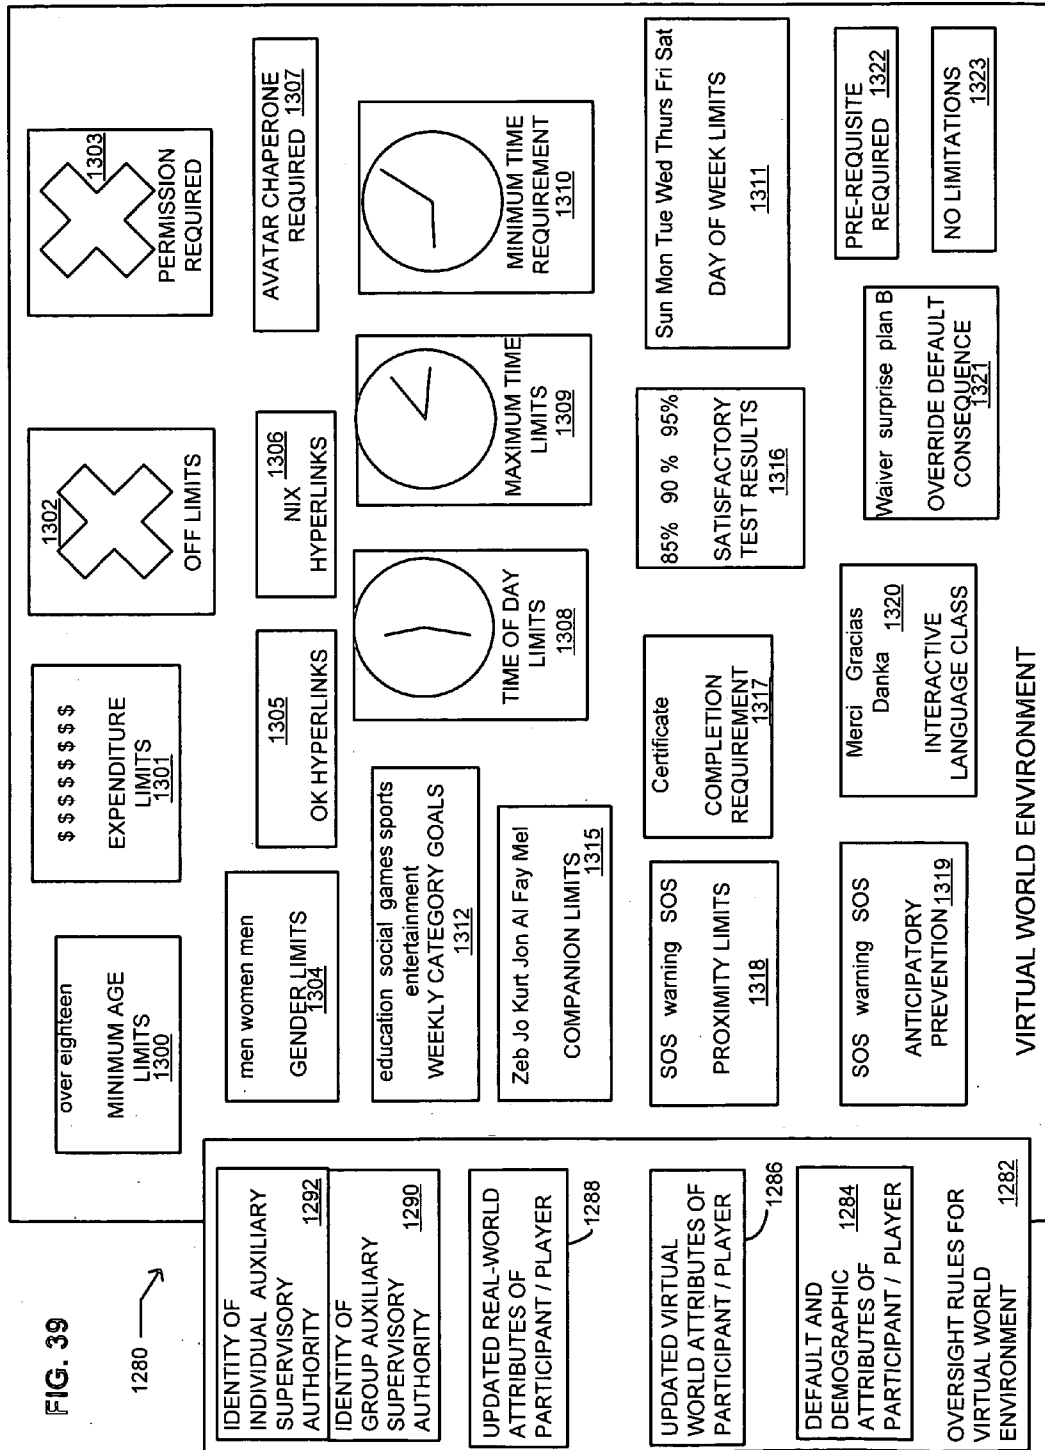 FIG. 39
1280
IDENTITY OF
INDIVIDUAL AUXILIARY
SUPERVISORY
AUTHORITY
1292
IDENTITY OF
GROUP AUXILIARY
SUPERVISORY
AUTHORITY
1290
UPDATED REAL-WORLD
ATTRIBUTES OF
PARTICIPANT / PLAYER
1288
UPDATED VIRTUAL
WORLD ATTRIBUTES OF
PARTICIPANT / PLAYER
1286
DEFAULT AND
DEMOGRAPHIC
ATTRIBUTES OF
PARTICIPANT / PLAYER
1284
OVERSIGHT RULES FOR
VIRTUAL WORLD
ENVIRONMENT
1282
over eighteen
MINIMUM AGE
LIMITS
1300
$ $ $ $ $ $ $ $ $
EXPENDITURE
LIMITS
1301
1302
OFF LIMITS
1303
PERMISSION
REQUIRED
men women men
GENDER LIMITS
1304
1305
OK HYPERLINKS
1306
NIX
HYPERLINKS
AVATAR CHAPERONE
REQUIRED 1307
education social games sports
entertainment
WEEKLY CATEGORY GOALS
1312
TIME OF DAY
LIMITS
1308
MAXIMUM TIME
LIMITS
1309
MINIMUM TIME
REQUIREMENT
1310
Zeb Jo Kurt Jon Al Fay Mel
COMPANION LIMITS
1315
SOS warning SOS
PROXIMITY LIMITS
1318
Certificate
COMPLETION
REQUIREMENT
1317
85% 90 % 95%
SATISFACTORY
TEST RESULTS
1316
Sun Mon Tue Wed Thurs Fri Sat
DAY OF WEEK LIMITS
1311
SOS warning SOS
ANTICIPATORY
PREVENTION 1319
Merci Gracias
Danka 1320
INTERACTIVE
LANGUAGE CLASS
Waiver surprise plan B
OVERRIDE DEFAULT
CONSEQUENCE
1321
PRE-REQUISITE
REQUIRED
1322
NO LIMITATIONS
1323
VIRTUAL WORLD ENVIRONMENT